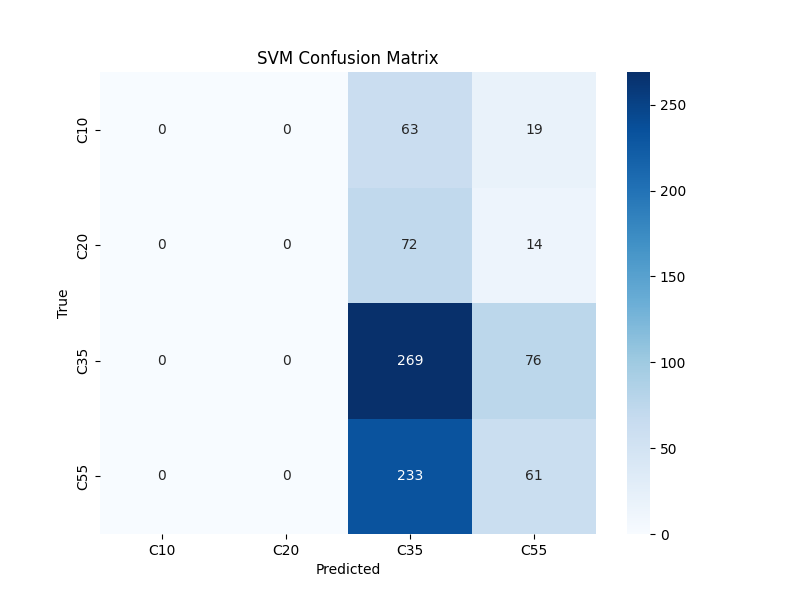 SVM Confusion Matrix
C10 0 0 63 19
C20 0 0 72 14
C35 0 0 269 76
C55 0 0 233 61
C10 C20 C35 C55
Predicted
True
250
200
150
100
50
0